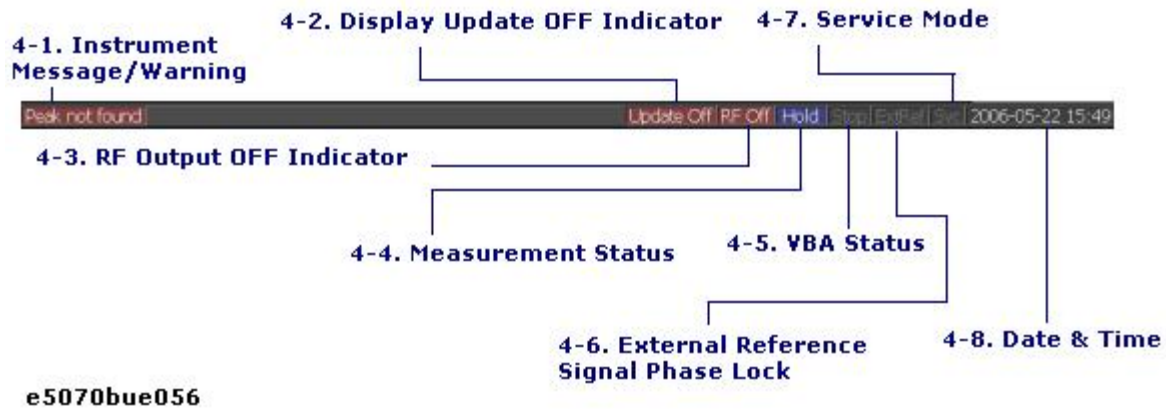 4-2. Display Update OFF Indicator
4-7. Service Mode
4-1. Instrument
Message/Warning
Peak not found
Update Off RF Off Hold Stop ExtRef Svc 2006-05-22 15:49
4-3. RF Output OFF Indicator
4-4. Measurement Status
4-5. VBA Status
4-6. External Reference
Signal Phase Lock
4-8. Date & Time
e5070bue056